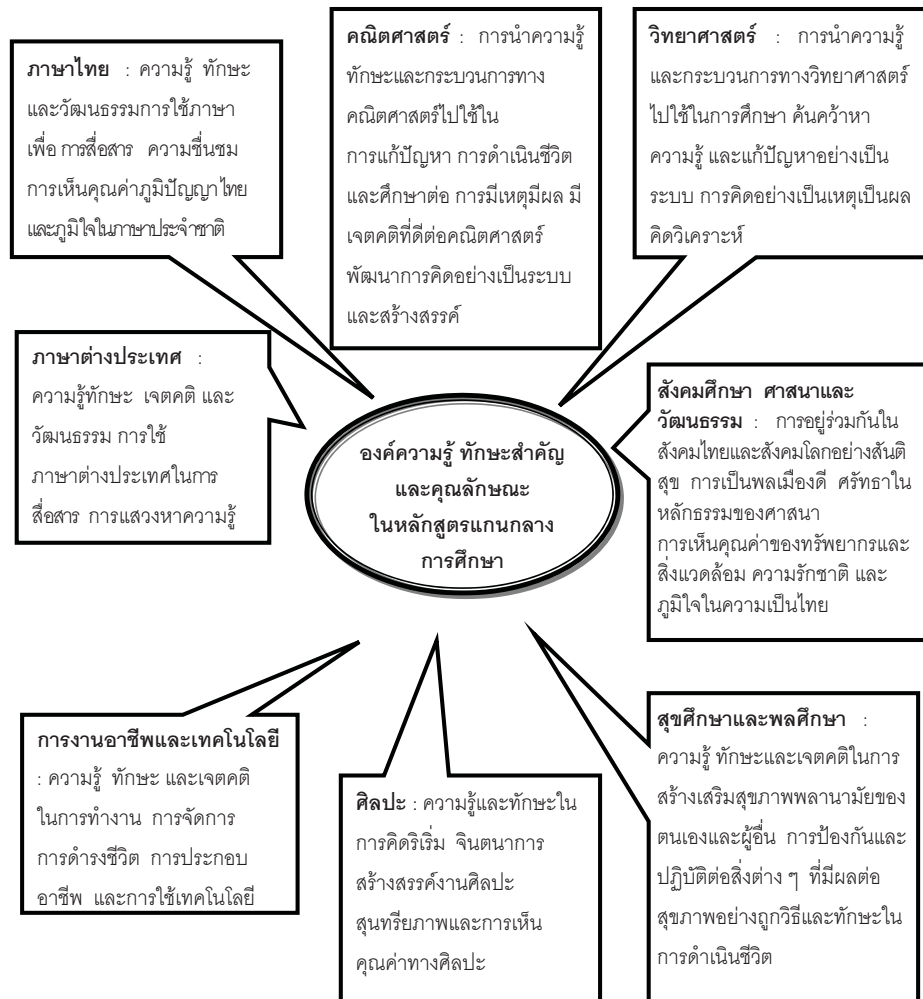 ภาษาไทย : ความรู้ ทักษะ
และวัฒนธรรมการใช้ภาษา
เพื่อ การสื่อสาร ความชื่นชม
การเห็นคุณค่าภูมิปัญญาไทย
และภูมิใจในภาษาประจำชาติ
คณิตศาสตร์ : การนำความรู้
ทักษะและกระบวนการทาง
คณิตศาสตร์ไปใช้ใน
การแก้ปัญหา การดำเนินชีวิต
และศึกษาต่อ การมีเหตุมีผล มี
เจตคติที่ดีต่อคณิตศาสตร์
พัฒนาการคิดอย่างเป็นระบบ
และสร้างสรรค์
วิทยาศาสตร์ : การนำความรู้
และกระบวนการทางวิทยาศาสตร์
ไปใช้ในการศึกษา ค้นคว้าหา
ความรู้ และแก้ปัญหาอย่างเป็น
ระบบ การคิดอย่างเป็นเหตุเป็นผล
คิดวิเคราะห์
ภาษาต่างประเทศ :
ความรู้ทักษะ เจตคติ และ
วัฒนธรรม การใช้
ภาษาต่างประเทศในการ
สื่อสาร การแสวงหาความรู้
องค์ความรู้ ทักษะสำคัญ
และคุณลักษณะ
ในหลักสูตรแกนกลาง
การศึกษา
สังคมศึกษา ศาสนาและ
วัฒนธรรม : การอยู่ร่วมกันใน
สังคมไทยและสังคมโลกอย่างสันติ
สุข การเป็นพลเมืองดี ศรัทธาใน
หลักธรรมของศาสนา
การเห็นคุณค่าของทรัพยากรและ
สิ่งแวดล้อม ความรักชาติ และ
ภูมิใจในความเป็นไทย
การงานอาชีพและเทคโนโลยี
: ความรู้ ทักษะ และเจตคติ
ในการทำงาน การจัดการ
การดำรงชีวิต การประกอบ
อาชีพ และการใช้เทคโนโลยี
ศิลปะ : ความรู้และทักษะใน
การคิดริเริ่ม จินตนาการ
สร้างสรรค์งานศิลปะ
สุนทรียภาพและการเห็น
คุณค่าทางศิลปะ
สุขศึกษาและพลศึกษา :
ความรู้ ทักษะและเจตคติในการ
สร้างเสริมสุขภาพพลานามัยของ
ตนเองและผู้อื่น การป้องกันและ
ปฏิบัติต่อสิ่งต่าง ๆ ที่มีผลต่อ
สุขภาพอย่างถูกวิธีและทักษะใน
การดำเนินชีวิต